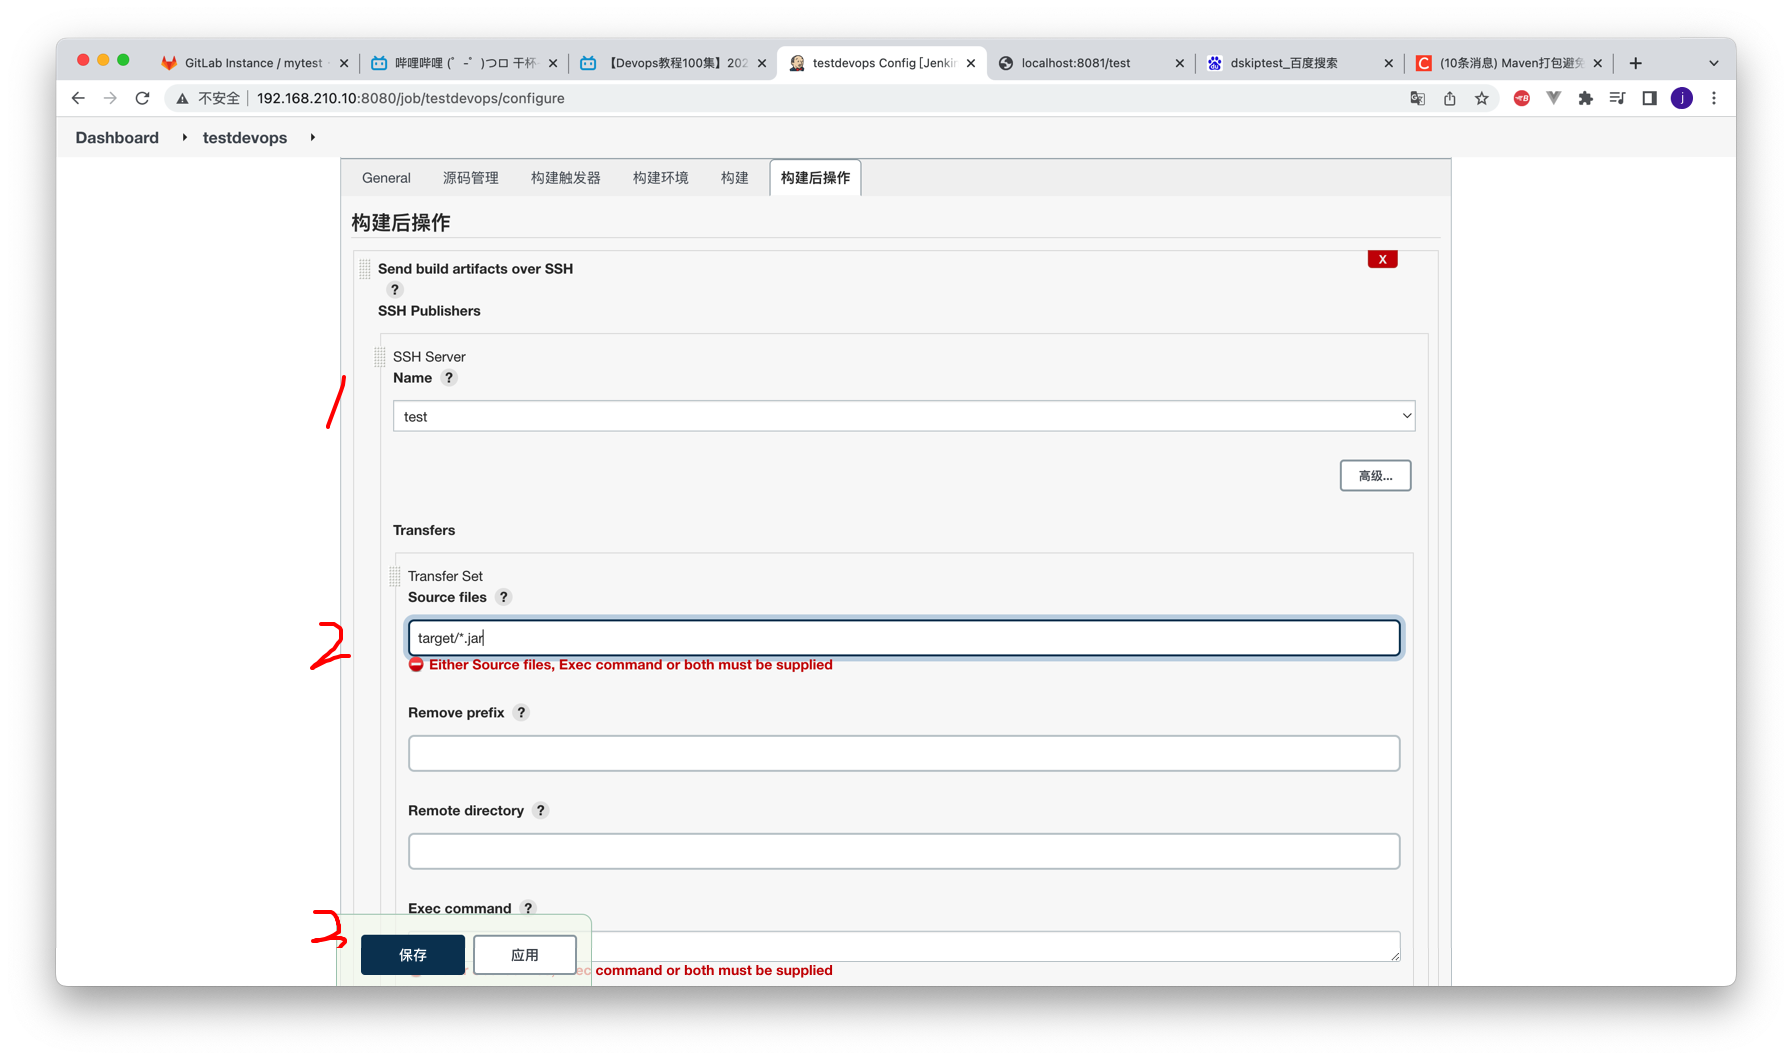 GitLab Instance / mytest
哔哩哔哩 (゜-゜)つロ 干杯~
【Devops教程100集】202
testdevops Config [Jenkin
localhost:8081/test
dskiptest_百度搜索
(10条消息) Maven打包避免
不安全
192.168.210.10:8080/job/testdevops/configure
j
Dashboard
testdevops
General
源码管理
构建触发器
构建环境
构建
构建后操作
构建后操作
Send build artifacts over SSH
X
?
SSH Publishers
SSH Server
Name ?
1
test
高级...
Transfers
Transfer Set
Source files ?
2
target/*.jar
Either Source files, Exec command or both must be supplied
Remove prefix ?
Remote directory ?
Exec command ?
3
保存
应用
ec command or both must be supplied